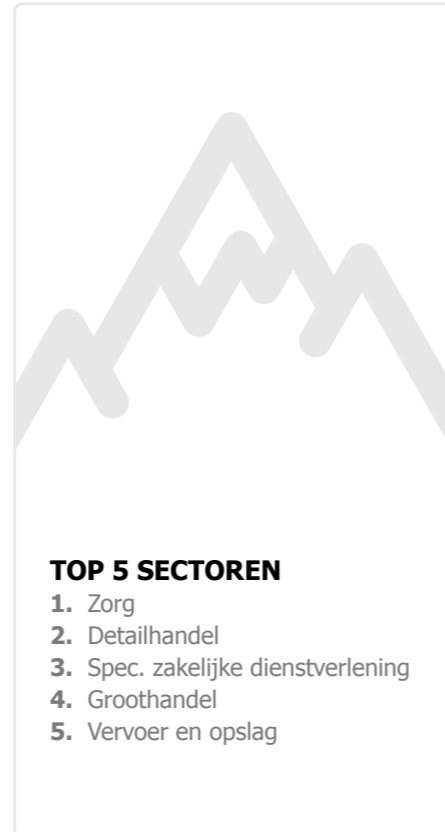 TOP 5 SECTOREN
1. Zorg
2. Detailhandel
3. Spec. zakelijke dienstverlening
4. Groothandel
5. Vervoer en opslag